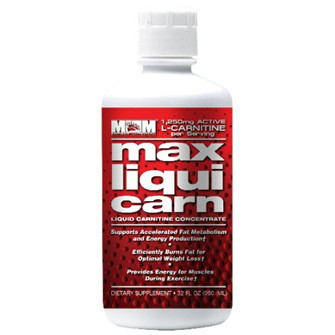 MXM
1,250mg ACTIVE
L-CARNITINE
per Serving
max
liqui
carn
LIQUID CARNITINE CONCENTRATE
Supports Accelerated Fat Metabolism
and Energy Production†
Efficiently Burns Fat for
Optimal Weight Loss†
Provides Energy for Muscles
During Exercise†
DIETARY SUPPLEMENT • 32 FL OZ (960 ML)